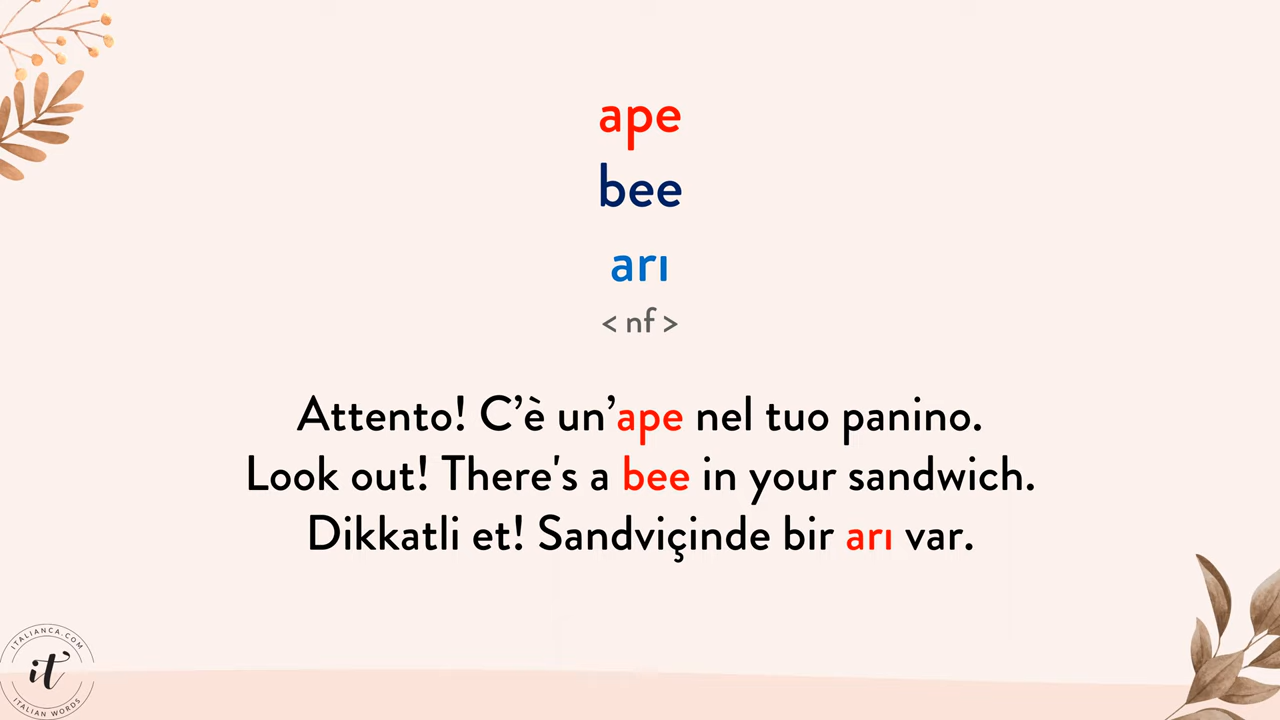 ape
bee
arı
< nf >
Attento! C’è un’ape nel tuo panino.
Look out! There's a bee in your sandwich.
Dikkatli et! Sandviçinde bir arı var.
ITALIANCA.COM
it
ITALIAN WORDS